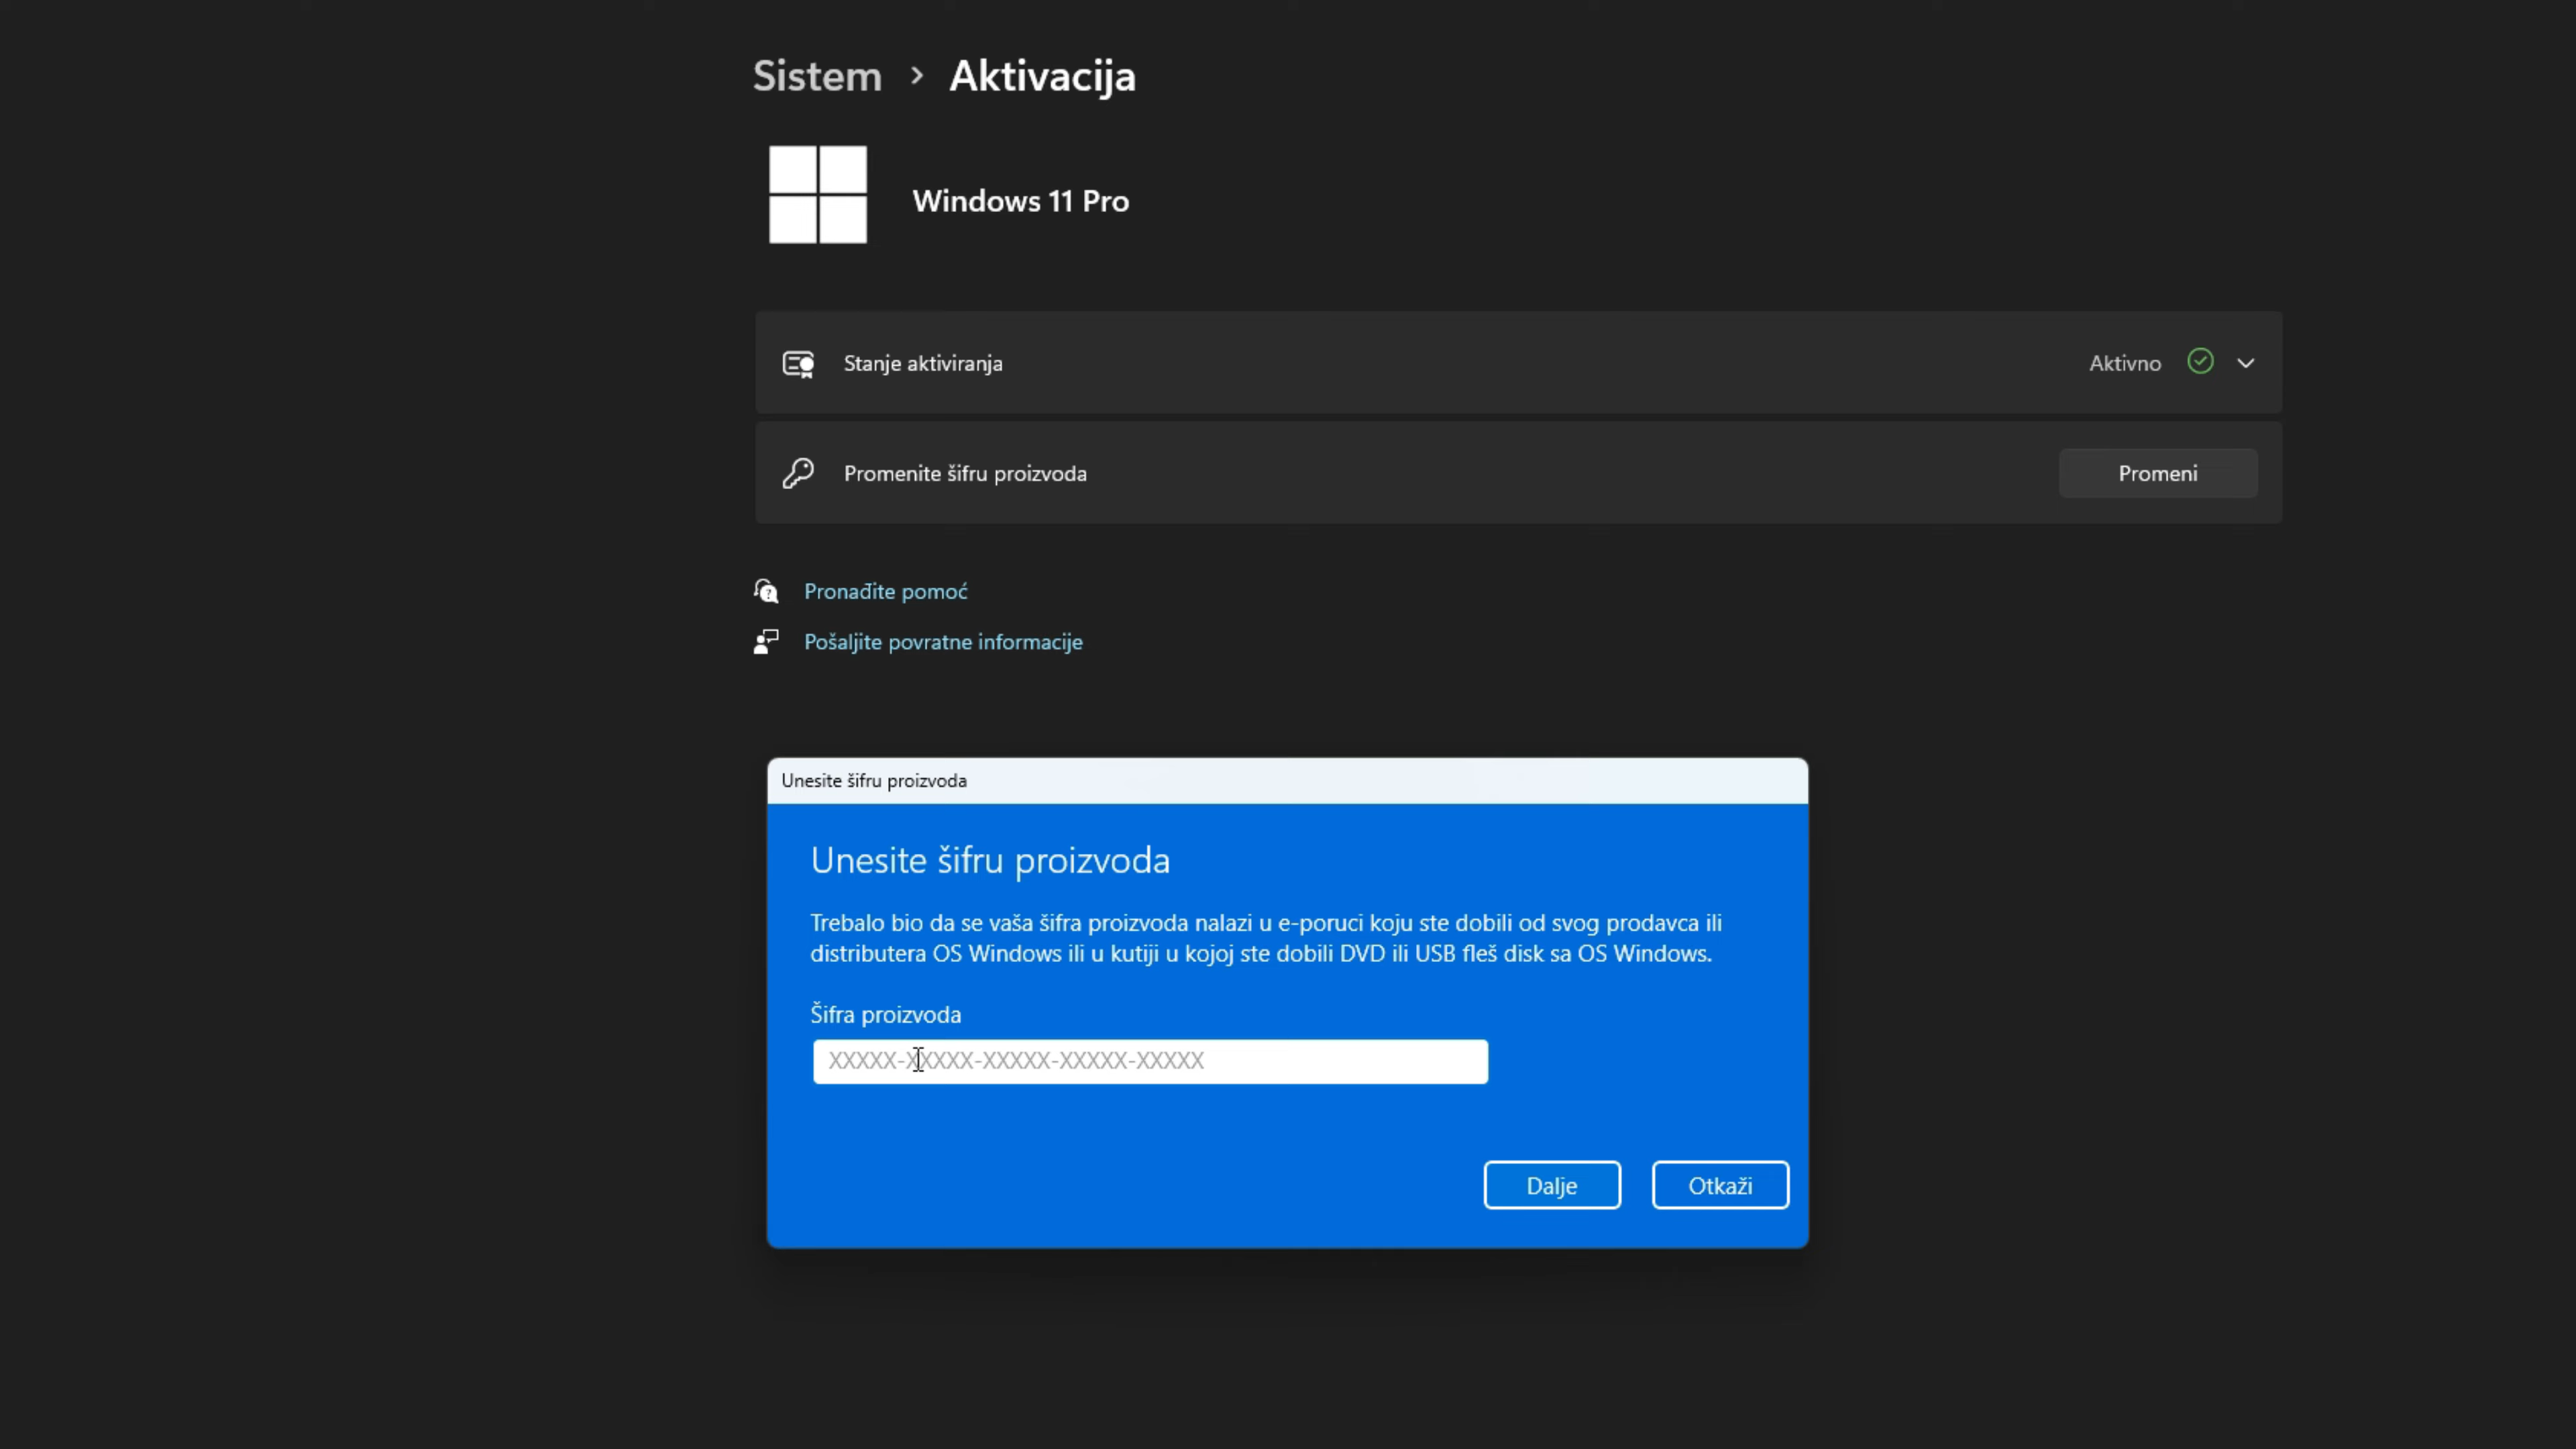 Sistem > Aktivacija
Windows 11 Pro
Stanje aktiviranja
Aktivno
Promenite šifru proizvoda
Promeni
Pronađite pomoć
Pošaljite povratne informacije
Unesite šifru proizvoda
Unesite šifru proizvoda
Trebalo bio da se vaša šifra proizvoda nalazi u e-poruci koju ste dobili od svog prodavca ili
distributera OS Windows ili u kutiji u kojoj ste dobili DVD ili USB fleš disk sa OS Windows.
Šifra proizvoda
XXXXX-XXXXX-XXXXX-XXXXX-XXXXX
Dalje
Otkaži